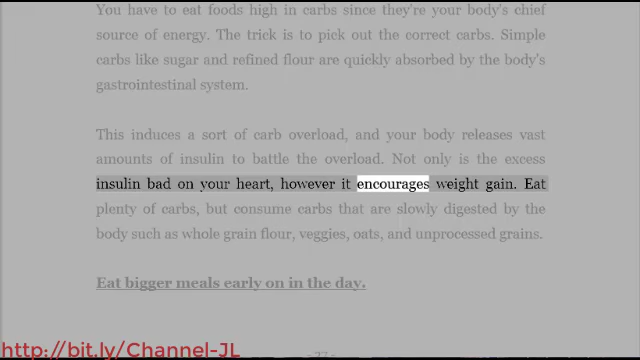 You have to eat foods high in carbs since they're your body's chief
source of energy. The trick is to pick out the correct carbs. Simple
carbs like sugar and refined flour are quickly absorbed by the body's
gastrointestinal system.
This induces a sort of carb overload, and your body releases vast
amounts of insulin to battle the overload. Not only is the excess
insulin bad on your heart, however it encourages weight gain. Eat
plenty of carbs, but consume carbs that are slowly digested by the
body such as whole grain flour, veggies, oats, and unprocessed grains.
Eat bigger meals early on in the day.
http://bit.ly/Channel-JL